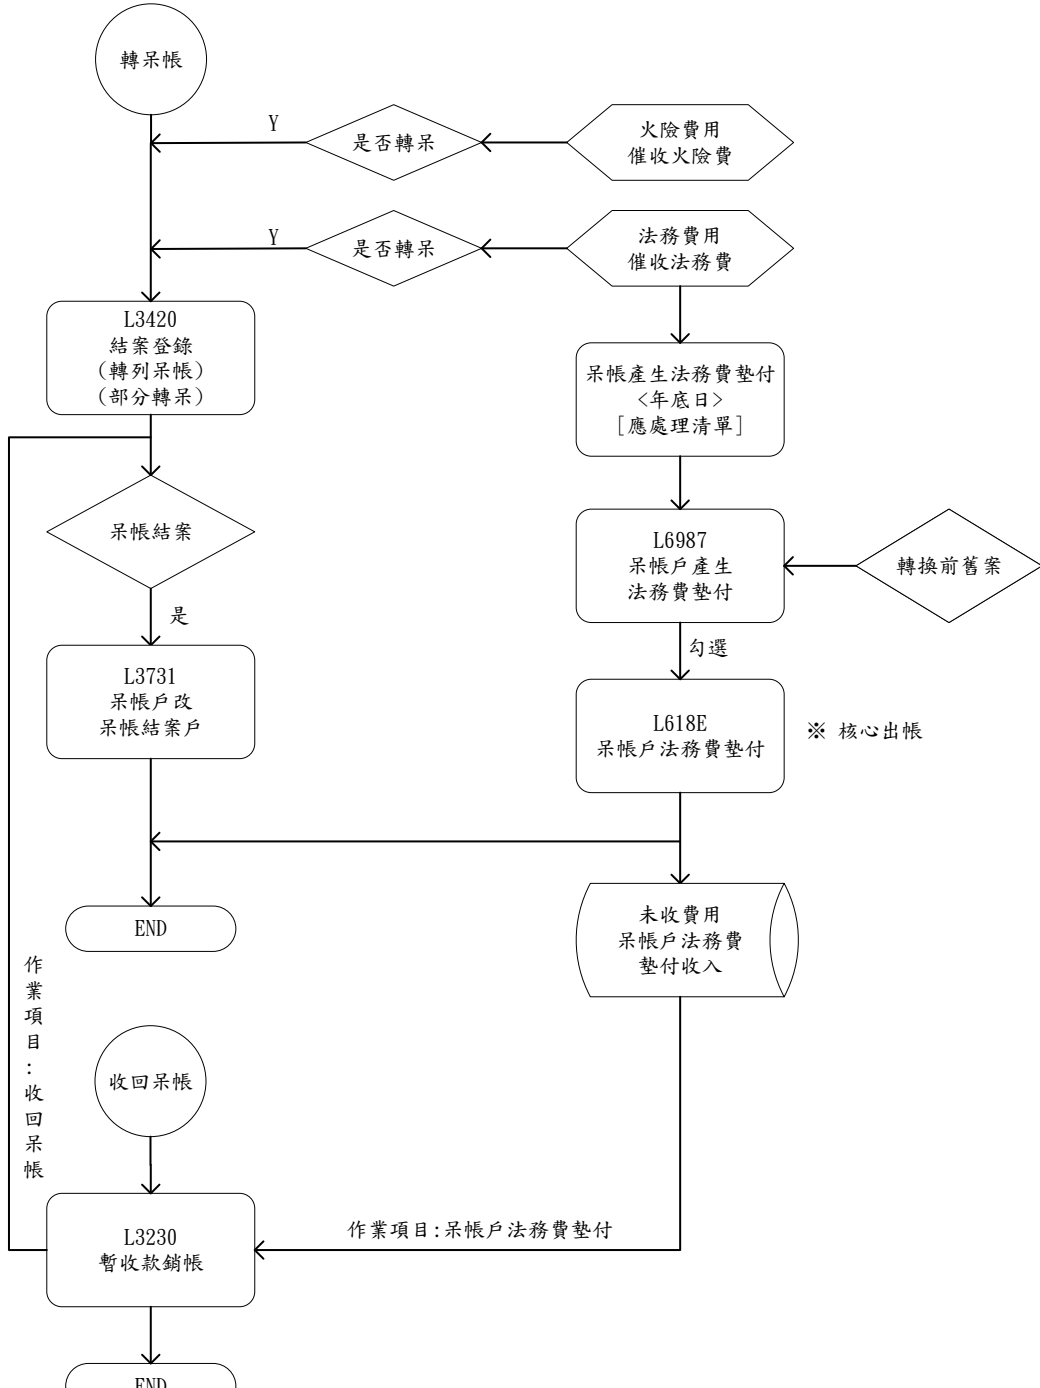 轉呆帳
Y
是否轉呆
火險費用
催收火險費
Y
是否轉呆
法務費用
催收法務費
L3420
結案登錄
(轉列呆帳)
(部分轉呆)
呆帳產生法務費墊付
<年底日>
[應處理清單]
呆帳結案
L6987
呆帳戶產生
法務費墊付
轉換前舊案
是
勾選
L3731
呆帳戶改
呆帳結案戶
L618E
呆帳戶法務費墊付
※ 核心出帳
END
未收費用
呆帳戶法務費
墊付收入
作業項目:收回呆帳
收回呆帳
作業項目:呆帳戶法務費墊付
L3230
暫收款銷帳
END